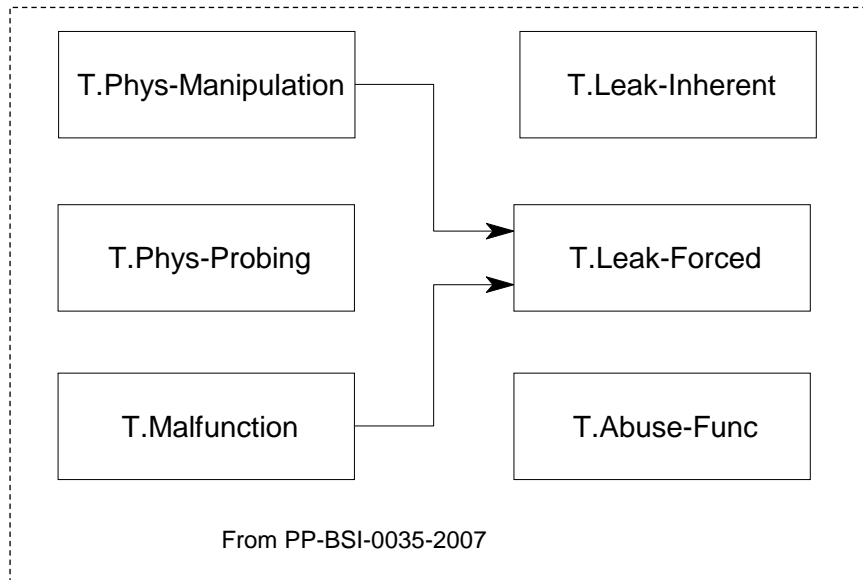 T.Phys-Manipulation
T.Leak-Inherent
T.Phys-Probing
T.Leak-Forced
T.Malfunction
T.Abuse-Func
From PP-BSI-0035-2007